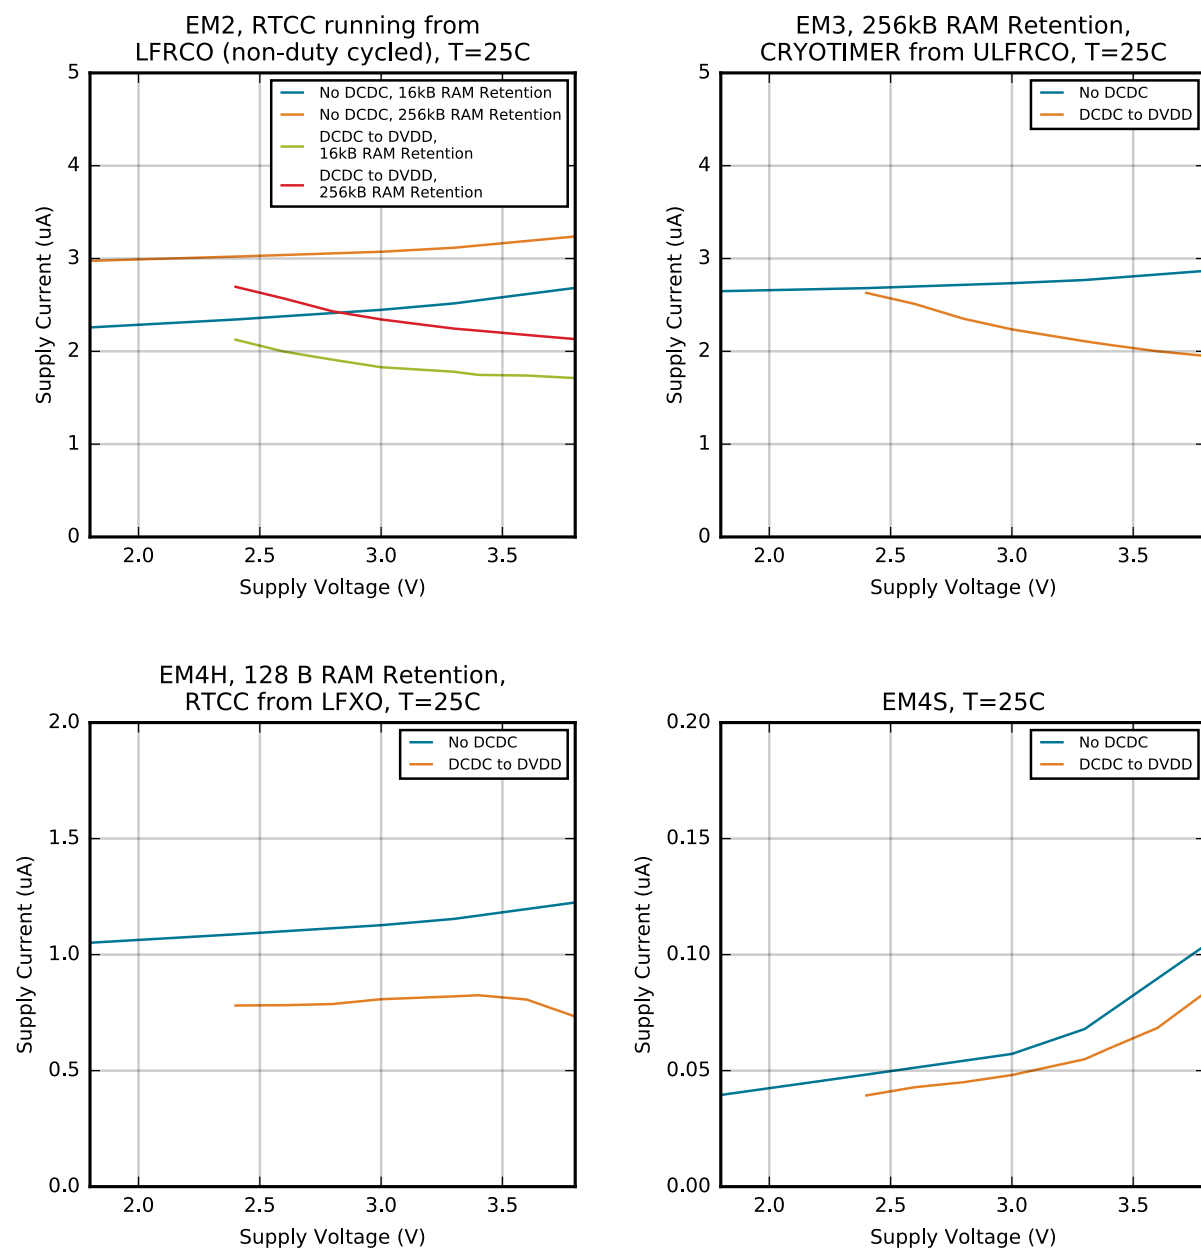 EM2, RTCC running from
LFRCO (non-duty cycled), T=25C
5
4
3
2
1
0
Supply Current (uA)
No DCDC, 16kB RAM Retention
No DCDC, 256kB RAM Retention
DCDC to DVDD,
16kB RAM Retention
DCDC to DVDD,
256kB RAM Retention
2.0 2.5 3.0 3.5
Supply Voltage (V)
EM3, 256kB RAM Retention,
CRYOTIMER from ULFRCO, T=25C
5
4
3
2
1
0
Supply Current (uA)
No DCDC
DCDC to DVDD
2.0 2.5 3.0 3.5
Supply Voltage (V)
EM4H, 128 B RAM Retention,
RTCC from LFXO, T=25C
2.0
1.5
1.0
0.5
0.0
Supply Current (uA)
No DCDC
DCDC to DVDD
2.0 2.5 3.0 3.5
Supply Voltage (V)
EM4S, T=25C
0.20
0.15
0.10
0.05
0.00
Supply Current (uA)
No DCDC
DCDC to DVDD
2.0 2.5 3.0 3.5
Supply Voltage (V)